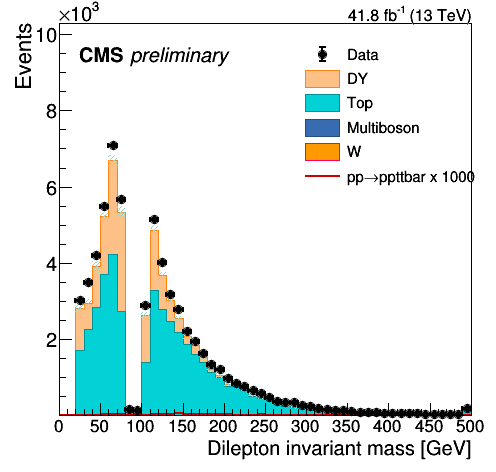 ×10³
41.8 fb⁻¹ (13 TeV)
Events
10
8
6
4
2
CMS preliminary
Data
DY
Top
Multiboson
W
pp→ppttbar x 1000
0 50 100 150 200 250 300 350 400 450 500
Dilepton invariant mass [GeV]